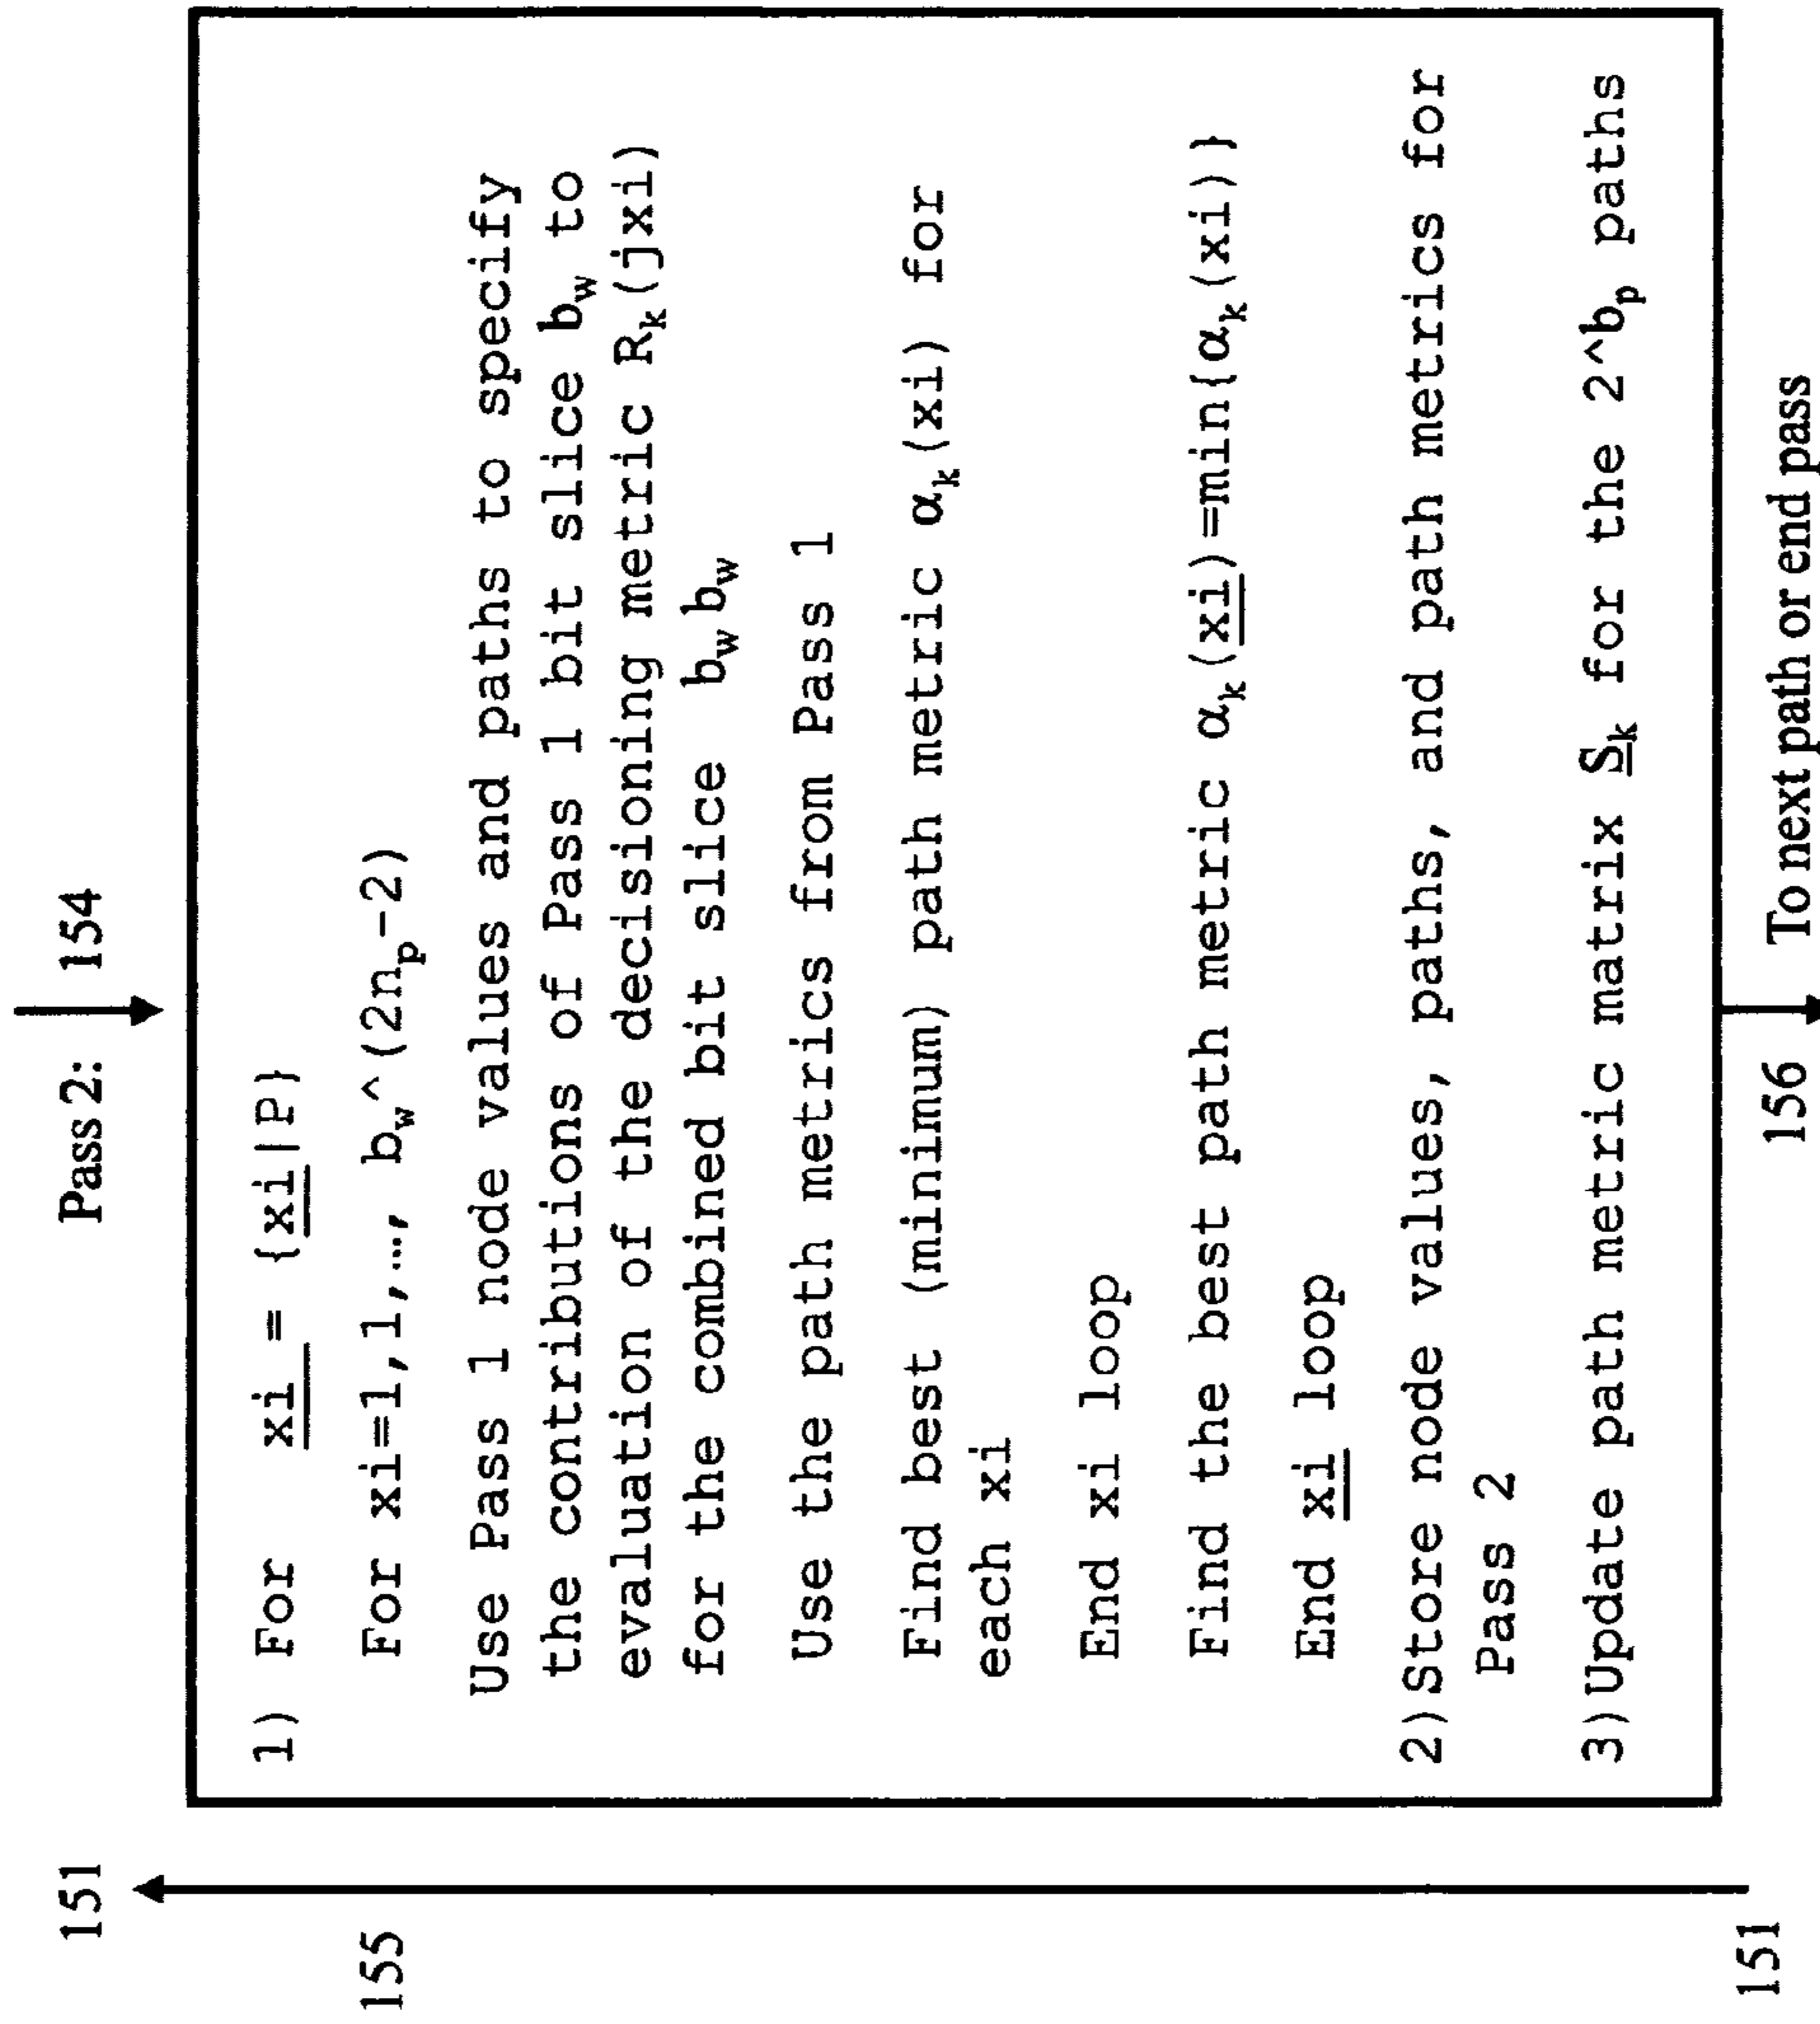 Pass 2: 154
151
155
1) For xi = {xi|P}
For xi=1,1,…, b_w^(2n_p-2)
Use Pass 1 node values and paths to specify
the contributions of Pass 1 bit slice b_w to
evaluation of the decisioning metric R_k(jxi)
for the combined bit slice b_w b_w
Use the path metrics from Pass 1
Find best (minimum) path metric α_k(xi) for
each xi
End xi loop
Find the best path metric α_k(xi)=min{α_k(xi)}
End xi loop
2)Store node values, paths, and path metrics for
Pass 2
3)Update path metric matrix S_k for the 2^b_p paths
151
156 To next path or end pass